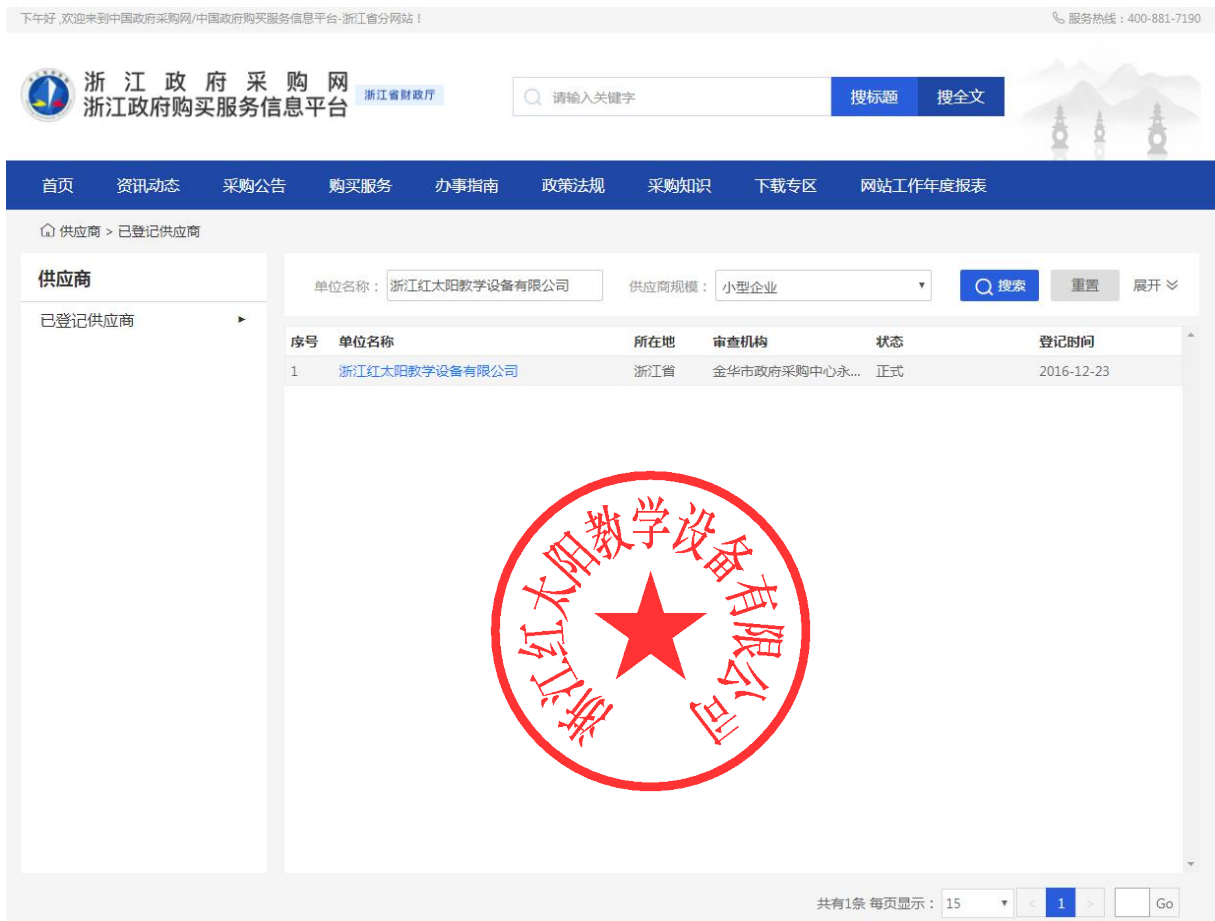 下午好 ,欢迎来到中国政府采购网/中国政府购买服务信息平台-浙江省分网站！ 服务热线：400-881-7190
浙江政府采购网
浙江政府购买服务信息平台
浙江省财政厅
请输入关键字 搜标题 搜全文
首页 资讯动态 采购公告 购买服务 办事指南 政策法规 采购知识 下载专区 网站工作年度报表
供应商 > 已登记供应商
供应商
已登记供应商
单位名称： 浙江红太阳教学设备有限公司 供应商规模： 小型企业 搜索 重置 展开
序号 单位名称 所在地 审查机构 状态 登记时间
1 浙江红太阳教学设备有限公司 浙江省 金华市政府采购中心永... 正式 2016-12-23
浙江红太阳教学设备有限公司
共有1条 每页显示： 15 < 1 > Go